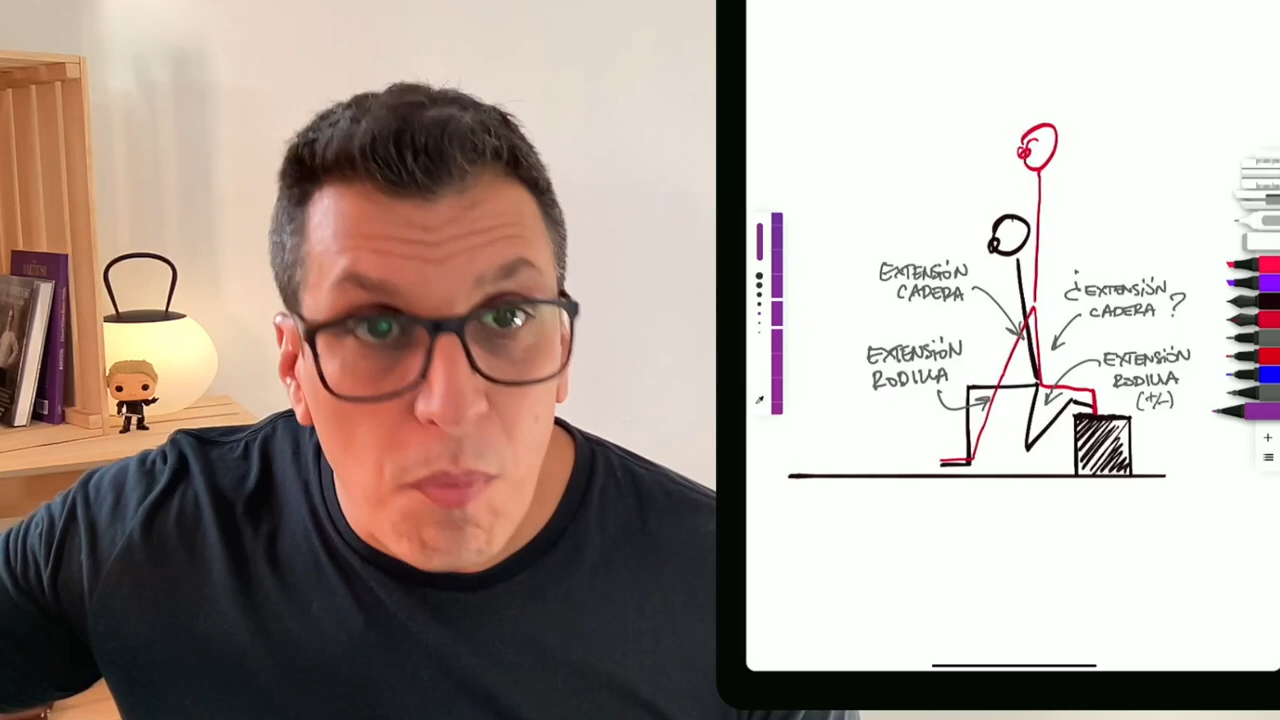 EXTENSIÓN
CADERA
¿EXTENSIÓN
CADERA?
EXTENSIÓN
RODILLA
EXTENSIÓN
RODILLA
(+/-)